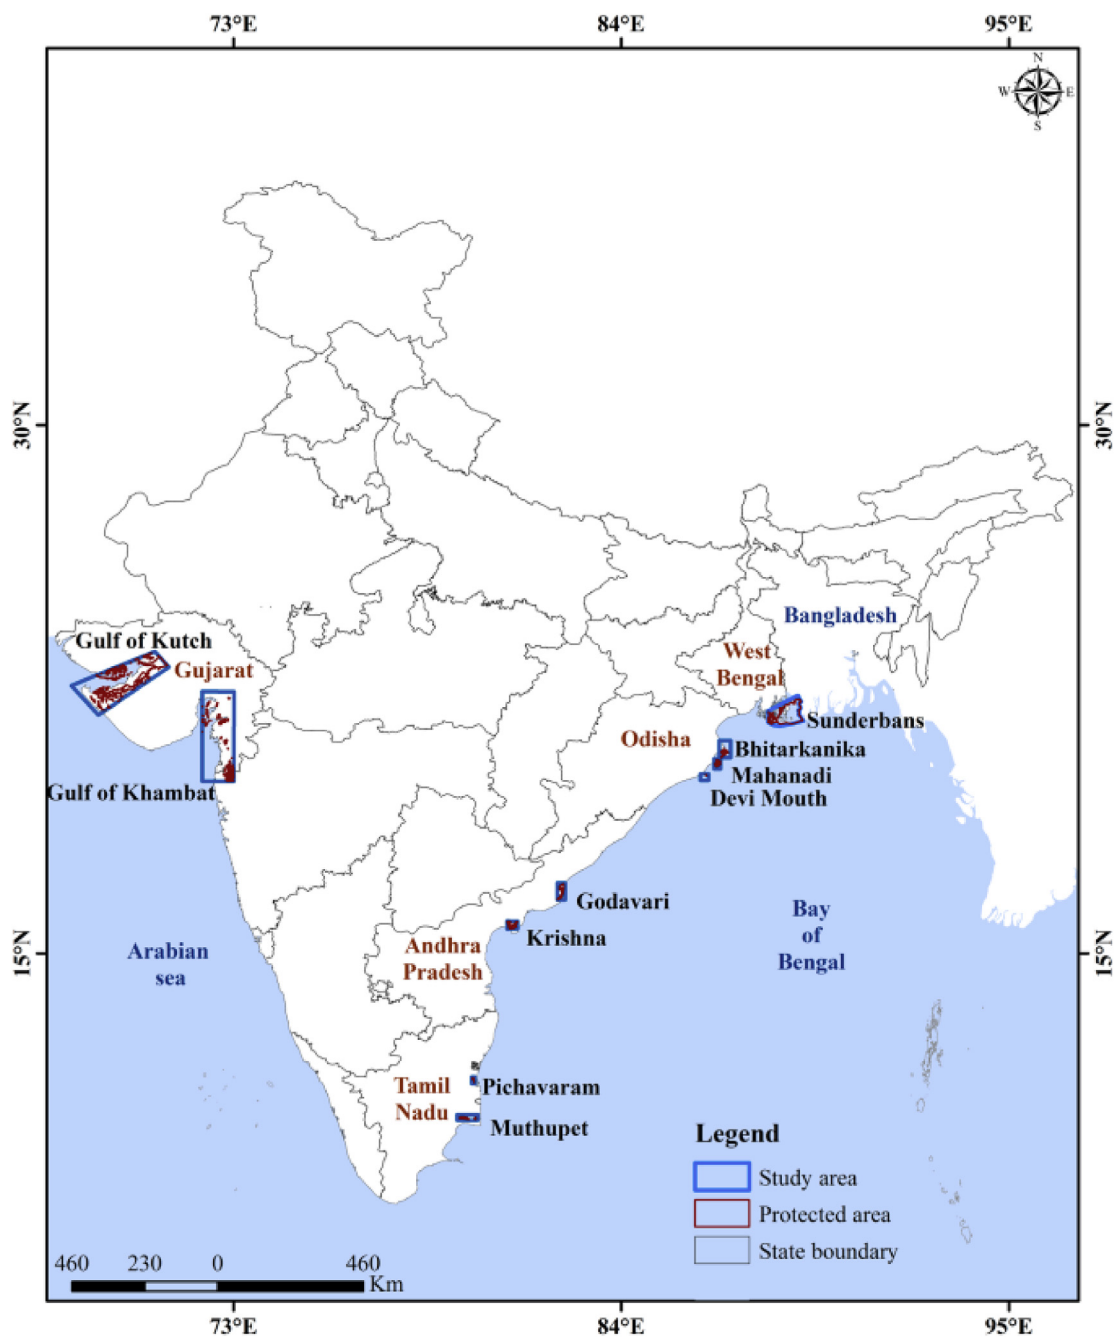 73°E 84°E 95°E
N
W E
S
30°N 30°N
Bangladesh
Gulf of Kutch
Gujarat
West
Bengal
Sunderbans
Odisha
Bhitarkanika
Mahanadi
Gulf of Khambat
Devi Mouth
Godavari
Bay
of
Bengal
Krishna
Andhra
Pradesh
Arabian
sea
15°N 15°N
Tamil
Nadu
Pichavaram
Muthupet
Legend
Study area
Protected area
State boundary
460 230 0 460
Km
73°E 84°E 95°E